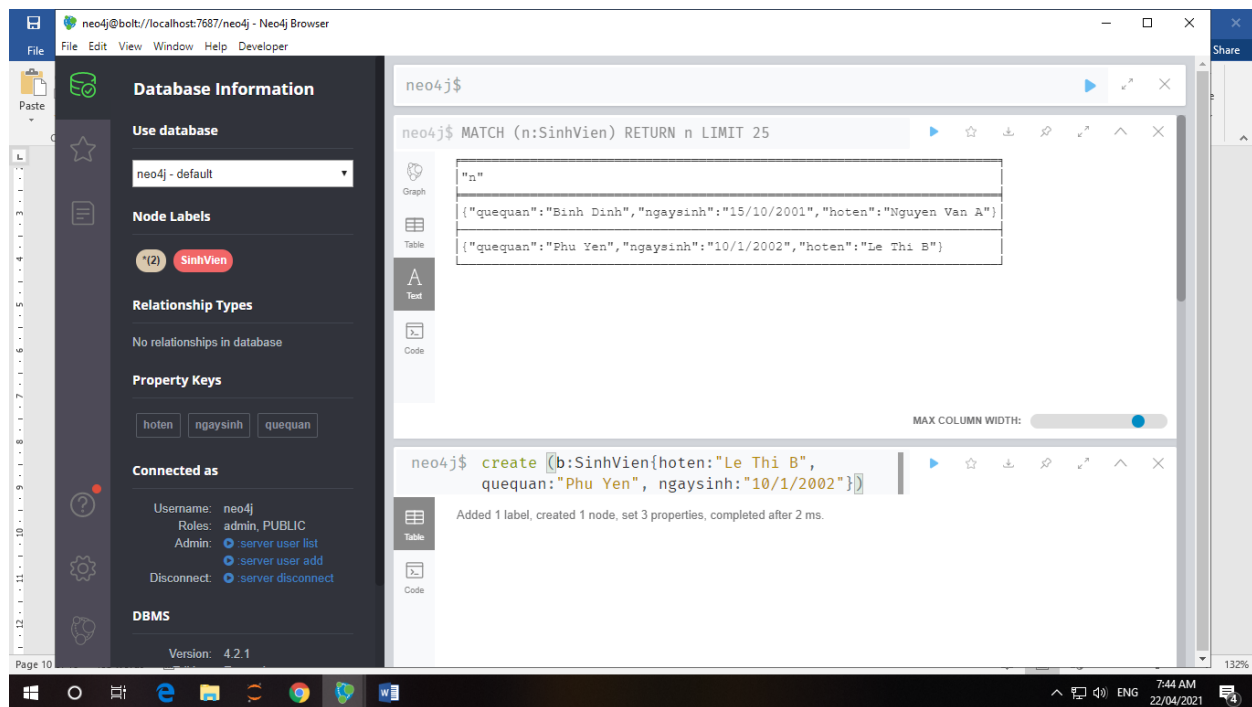 neo4j@bolt://localhost:7687/neo4j - Neo4j Browser
File Edit View Window Help Developer
File
Share
Paste
Database Information
Use database
neo4j - default
Node Labels
*(2) SinhVien
Relationship Types
No relationships in database
Property Keys
hoten ngaysinh quequan
Connected as
Username: neo4j
Roles: admin, PUBLIC
Admin: :server user list
:server user add
Disconnect: :server disconnect
DBMS
Version: 4.2.1
neo4j$
neo4j$ MATCH (n:SinhVien) RETURN n LIMIT 25
Graph
Table
Text
Code
"n"
{"quequan":"Binh Dinh","ngaysinh":"15/10/2001","hoten":"Nguyen Van A"}
{"quequan":"Phu Yen","ngaysinh":"10/1/2002","hoten":"Le Thi B"}
MAX COLUMN WIDTH:
neo4j$ create (b:SinhVien{hoten:"Le Thi B",
quequan:"Phu Yen", ngaysinh:"10/1/2002"})
Table
Code
Added 1 label, created 1 node, set 3 properties, completed after 2 ms.
Page 10
132%
ENG
7:44 AM
22/04/2021
4